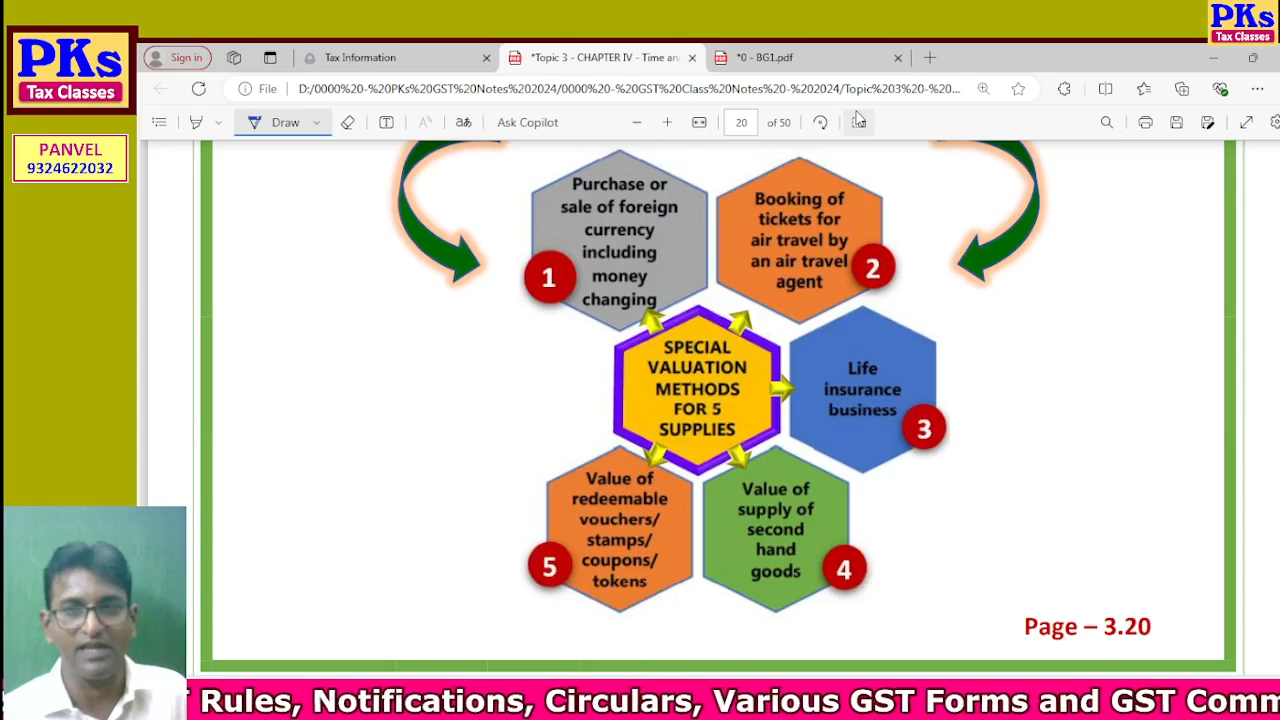 PKs
Tax Classes
PKs
Tax Classes
PANVEL
9324622032
Sign in
Tax Information
*Topic 3 - CHAPTER IV - Time an
*0 - BG1.pdf
File
D:/0000%20-%20PKs%20GST%20Notes%202024/0000%20-%20GST%20Class%20Notes%20-%202024/Topic%203%20-%20...
Draw
Ask Copilot
20 of 50
Purchase or
sale of foreign
currency
including
money
changing
1
Booking of
tickets for
air travel by
an air travel
agent
2
SPECIAL
VALUATION
METHODS
FOR 5
SUPPLIES
Life
insurance
business
3
Value of
redeemable
vouchers/
stamps/
coupons/
tokens
5
Value of
supply of
second
hand
goods
4
Page – 3.20
Rules, Notifications, Circulars, Various GST Forms and GST Comm